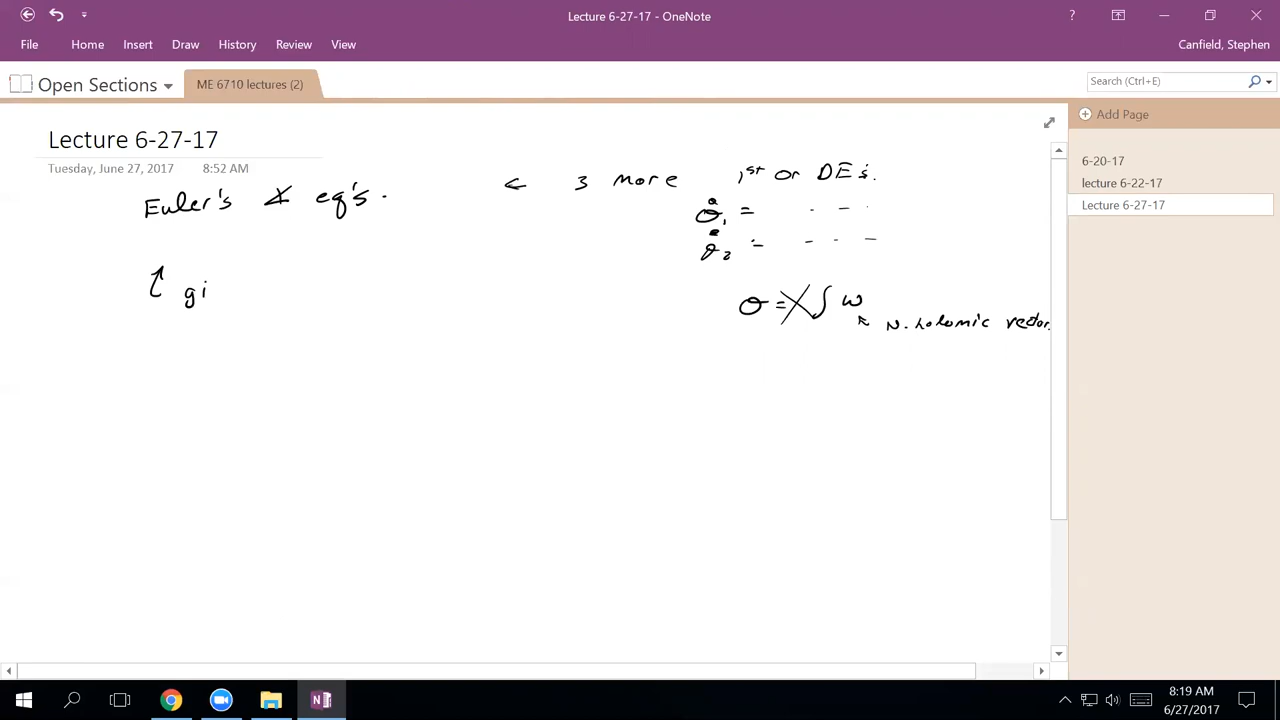 Lecture 6-27-17 - OneNote
File Home Insert Draw History Review View
Canfield, Stephen
Open Sections
ME 6710 lectures (2)
Search (Ctrl+E)
Add Page
6-20-17
lecture 6-22-17
Lecture 6-27-17
Lecture 6-27-17
Tuesday, June 27, 2017 8:52 AM
Euler's ∡ eq's.
← 3 more 1st or DE's.
θ̇₁ = . - .
θ̇₂ = - - -
gi
θ = ∫ ω
N. holomic vector.
8:19 AM
6/27/2017